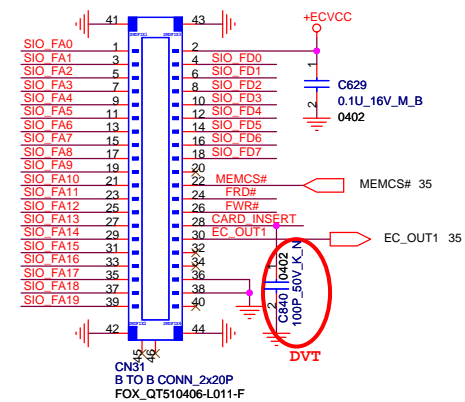 41 43 +ECVCC
SIO_FA0 1 2
SIO_FA1 3 4 SIO_FD0
SIO_FA2 5 6 SIO_FD1
SIO_FA3 7 8 SIO_FD2
SIO_FA4 9 10 SIO_FD3
SIO_FA5 11 12 SIO_FD4
SIO_FA6 13 14 SIO_FD5
SIO_FA7 15 16 SIO_FD6
SIO_FA8 17 18 SIO_FD7
SIO_FA9 19 20
SIO_FA10 21 22 MEMCS# MEMCS# 35
SIO_FA11 23 24 FRD#
SIO_FA12 25 26 FWR#
SIO_FA13 27 28 CARD_INSERT
SIO_FA14 29 30 EC_OUT1 EC_OUT1 35
SIO_FA15 31 32
SIO_FA16 33 34
SIO_FA17 35 36
SIO_FA18 37 38
SIO_FA19 39 40
42 44
45 46
1
C629
0.1U_16V_M_B
2
0402
1
2
C840 0402
100P_50V_K_N
DVT
CN31
B TO B CONN_2x20P
FOX_QT510406-L011-F